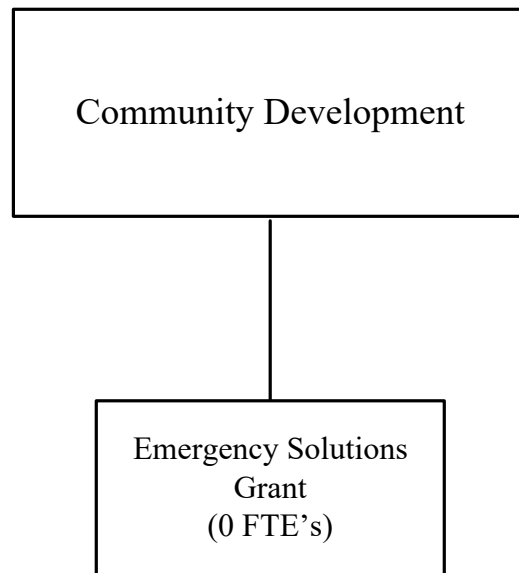 Community Development
Emergency Solutions
Grant
(0 FTE’s)